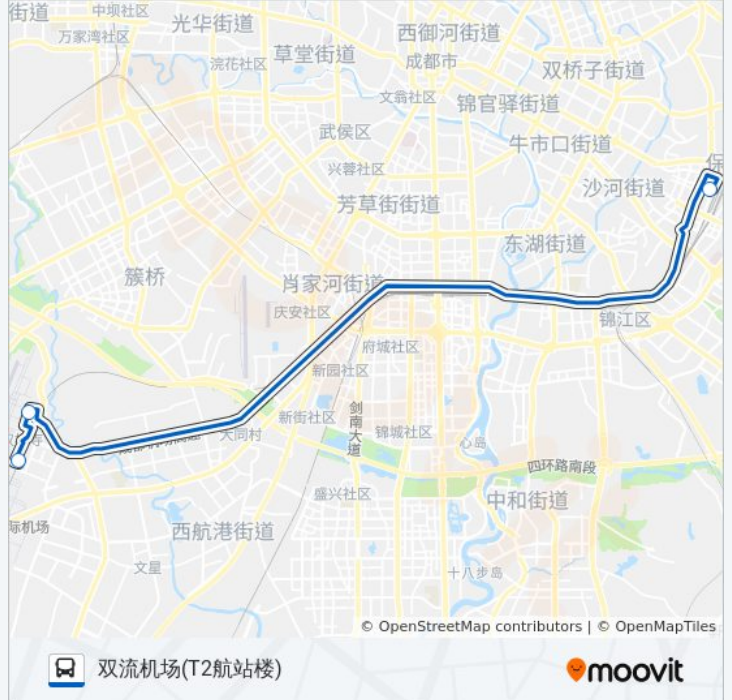 街道
中坝社区
光华街道
万家湾社区
西御河街道
草堂街道
成都市
浣花社区
双桥子街道
文翁社区
锦官驿街道
武侯区
牛市口街道
兴蓉社区
保
沙河街道
芳草街街道
东湖街道
簇桥
肖家河街道
庆安社区
锦江区
府城社区
新园社区
新街社区
剑南大道
锦城社区
大同村
心岛
四环路南段
盛兴社区
中和街道
际机场
西航港街道
文星
十八步岛
© OpenStreetMap contributors | © OpenMapTiles
双流机场(T2航站楼)
moovit